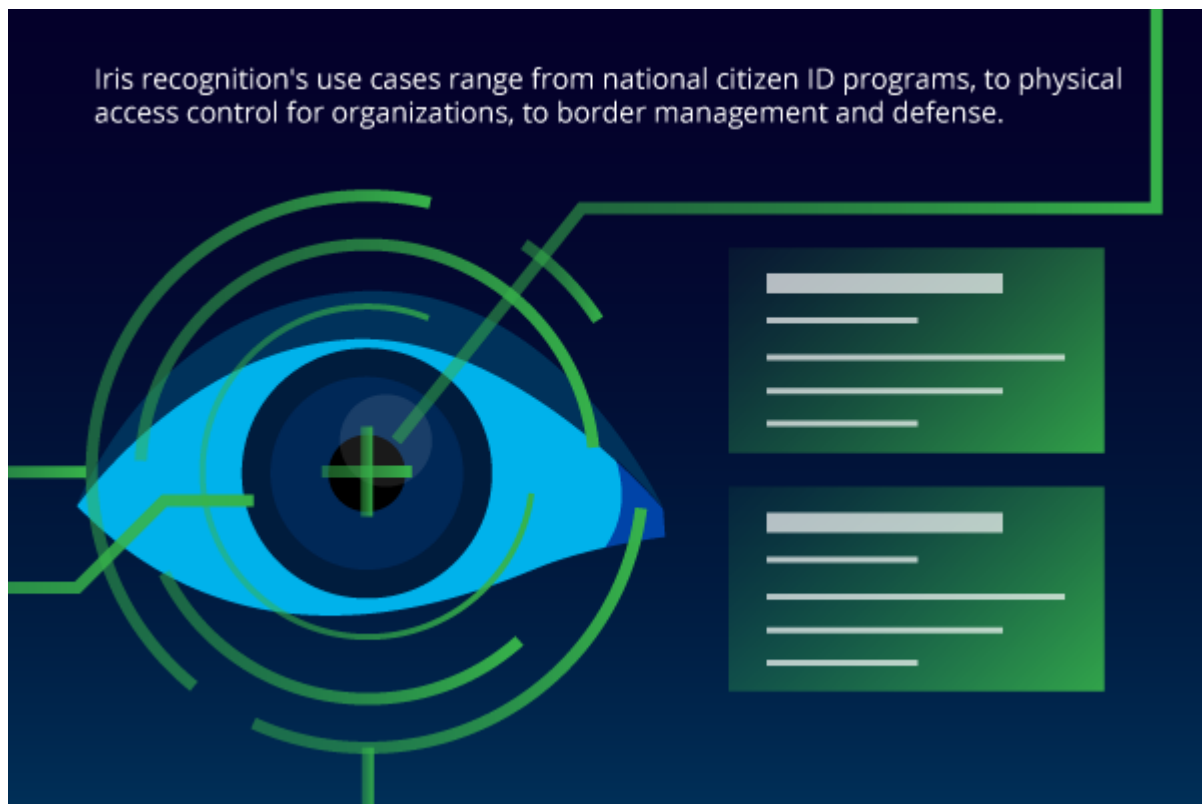 Iris recognition's use cases range from national citizen ID programs, to physical
access control for organizations, to border management and defense.